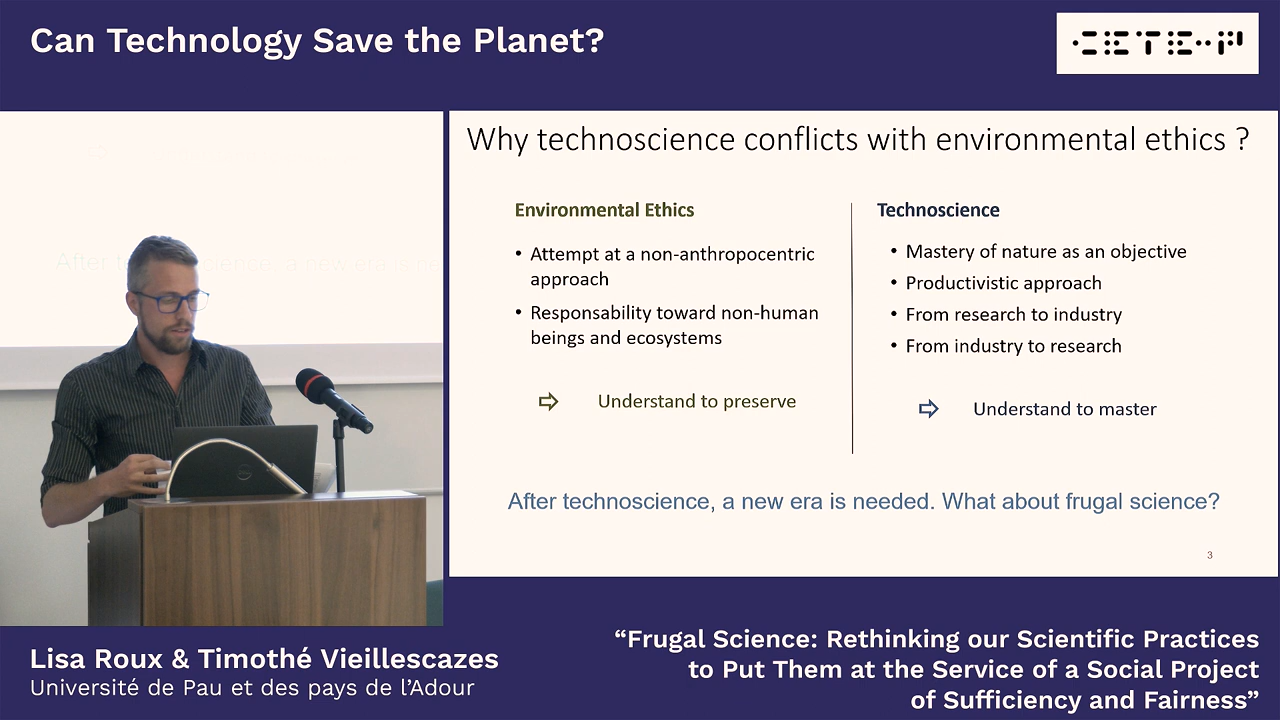 Can Technology Save the Planet?
CETE-P
Why technoscience conflicts with environmental ethics ?
Environmental Ethics
• Attempt at a non-anthropocentric
approach
• Responsability toward non-human
beings and ecosystems
⇨ Understand to preserve
Technoscience
• Mastery of nature as an objective
• Productivistic approach
• From research to industry
• From industry to research
⇨ Understand to master
After technoscience, a new era is needed. What about frugal science?
3
Lisa Roux & Timothé Vieillescazes
Université de Pau et des pays de l’Adour
“Frugal Science: Rethinking our Scientific Practices
to Put Them at the Service of a Social Project
of Sufficiency and Fairness”